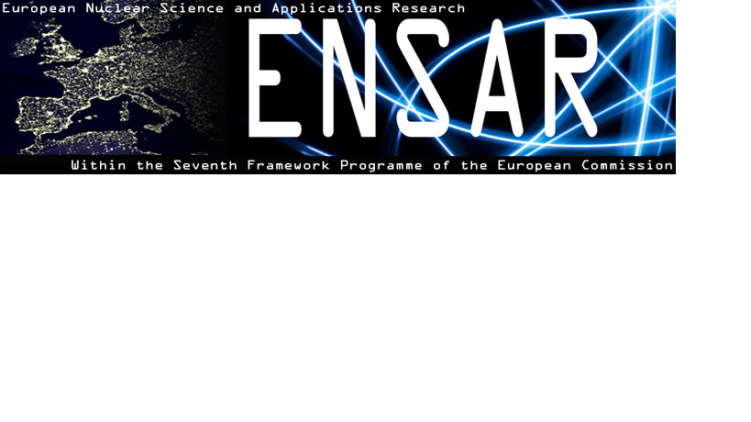 European Nuclear Science and Applications Research
ENSAR
Within the Seventh Framework Programme of the European Commission